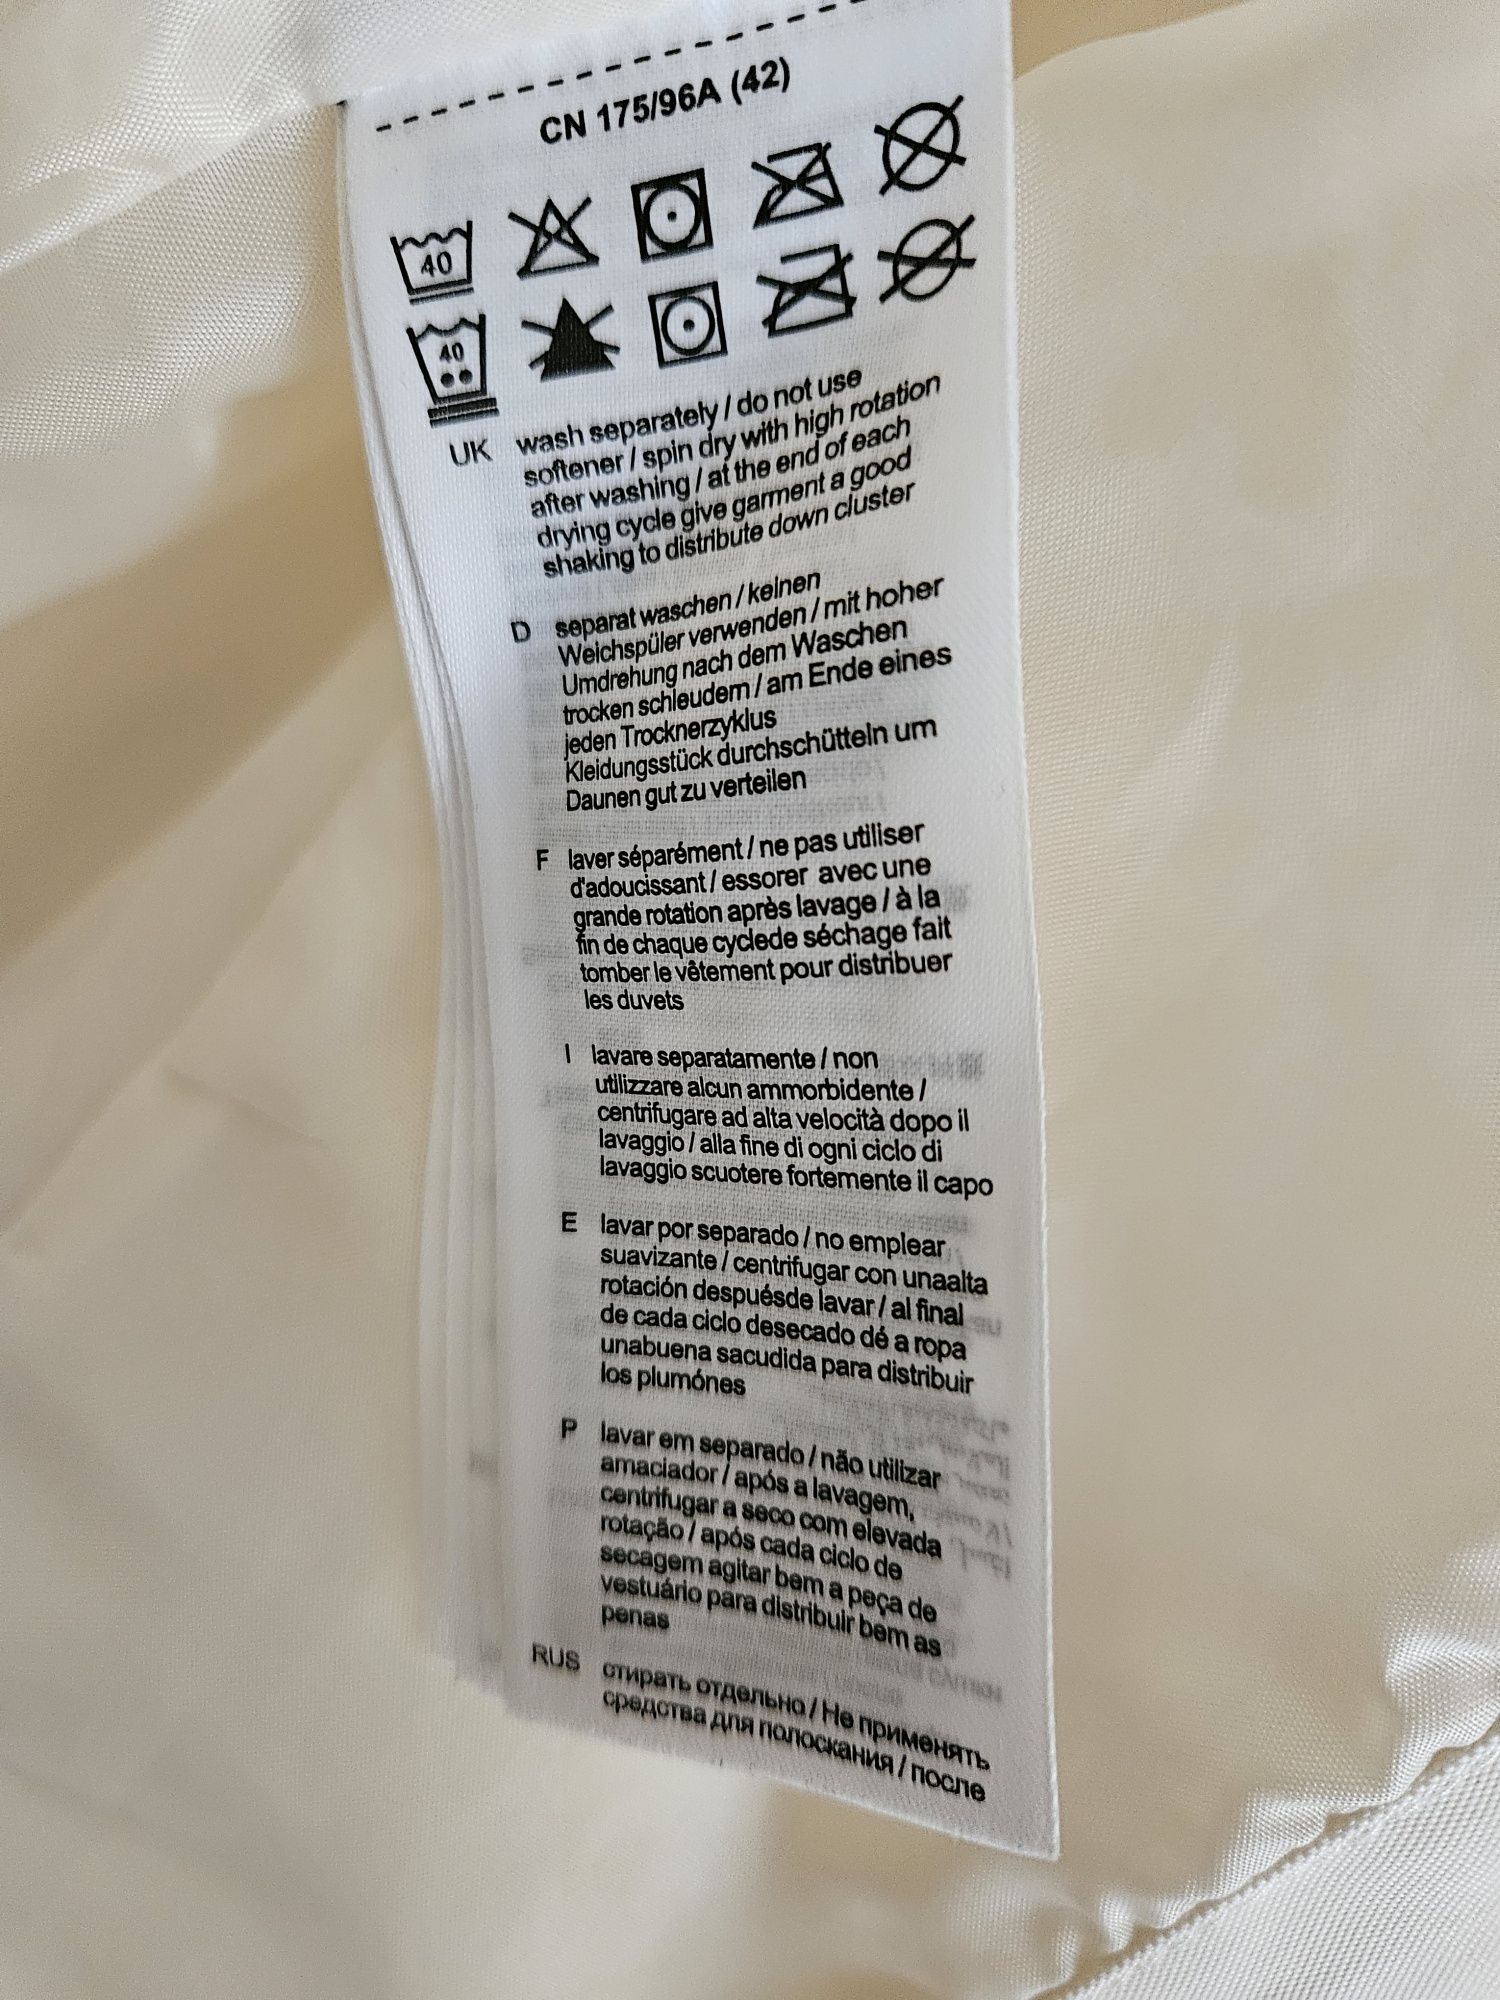 CN 175/96A (42)
40
40
UK wash separately / do not use
softener / spin dry with high rotation
after washing / at the end of each
drying cycle give garment a good
shaking to distribute down cluster
D separat waschen / keinen
Weichspüler verwenden / mit hoher
Umdrehung nach dem Waschen
trocken schleudern / am Ende eines
jeden Trocknerzyklus
Kleidungsstück durchschütteln um
Daunen gut zu verteilen
F laver séparément / ne pas utiliser
d'adoucissant / essorer avec une
grande rotation après lavage / à la
fin de chaque cyclede séchage fait
tomber le vêtement pour distribuer
les duvets
I lavare separatamente / non
utilizzare alcun ammorbidente /
centrifugare ad alta velocità dopo il
lavaggio / alla fine di ogni ciclo di
lavaggio scuotere fortemente il capo
E lavar por separado / no emplear
suavizante / centrifugar con unaalta
rotación despuésde lavar / al final
de cada ciclo desecado dé a ropa
unabuena sacudida para distribuir
los plumónes
P lavar em separado / não utilizar
amaciador / após a lavagem,
centrifugar a seco com elevada
rotação / após cada ciclo de
secagem agitar bem a peça de
vestuário para distribuir bem as
penas
RUS стирать отдельно / Не применять
средства для полоскания / после